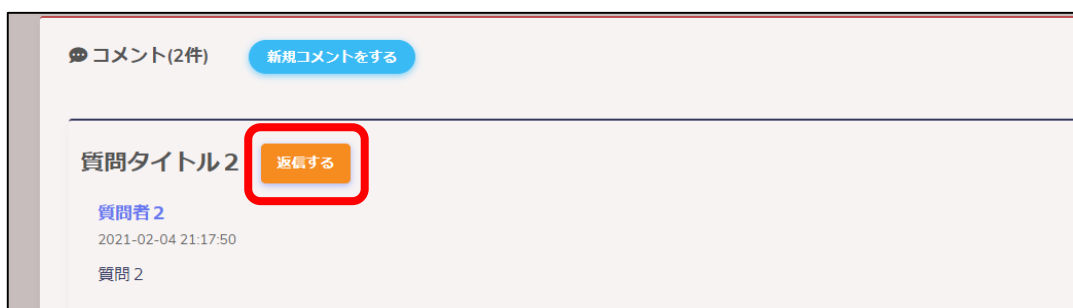 コメント(2件) 新規コメントをする
質問タイトル２ 返信する
質問者２
2021-02-04 21:17:50
質問２